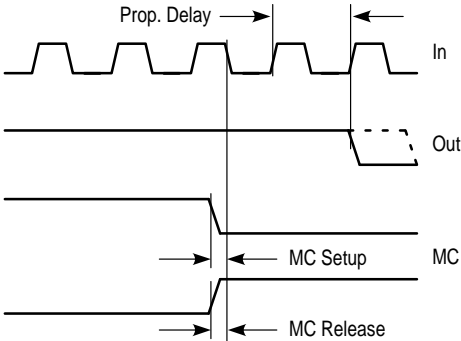 Prop. Delay
In
Out
MC Setup
MC
MC Release